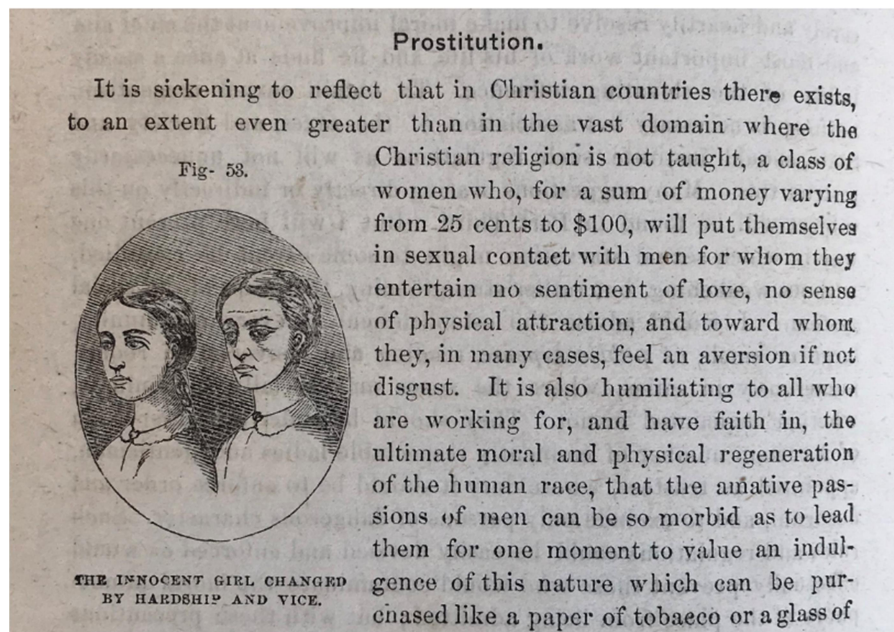 Prostitution.
It is sickening to reflect that in Christian countries there exists,
to an extent even greater than in the vast domain where the
Fig- 53.
Christian religion is not taught, a class of
women who, for a sum of money varying
from 25 cents to $100, will put themselves
in sexual contact with men for whom they
entertain no sentiment of love, no sense
of physical attraction, and toward whom
they, in many cases, feel an aversion if not
disgust. It is also humiliating to all who
are working for, and have faith in, the
ultimate moral and physical regeneration
of the human race, that the amative pas-
sions of men can be so morbid as to lead
them for one moment to value an indul-
gence of this nature which can be pur-
chased like a paper of tobacco or a glass of
THE INNOCENT GIRL CHANGED
BY HARDSHIP AND VICE.